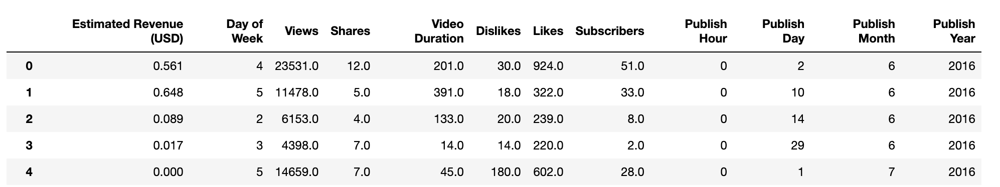 Estimated Revenue (USD) Day of Week Views Shares Video Duration Dislikes Likes Subscribers Publish Hour Publish Day Publish Month Publish Year
0 0.561 4 23531.0 12.0 201.0 30.0 924.0 51.0 0 2 6 2016
1 0.648 5 11478.0 5.0 391.0 18.0 322.0 33.0 0 10 6 2016
2 0.089 2 6153.0 4.0 133.0 20.0 239.0 8.0 0 14 6 2016
3 0.017 3 4398.0 7.0 14.0 14.0 220.0 2.0 0 29 6 2016
4 0.000 5 14659.0 7.0 45.0 180.0 602.0 28.0 0 1 7 2016